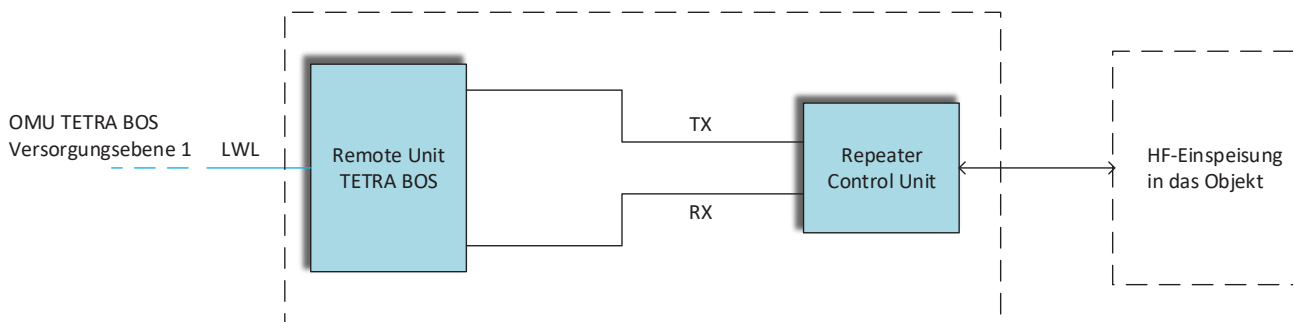 OMU TETRA BOS
Versorgungsebene 1
LWL
Remote Unit
TETRA BOS
TX
RX
Repeater
Control Unit
HF-Einspeisung
in das Objekt